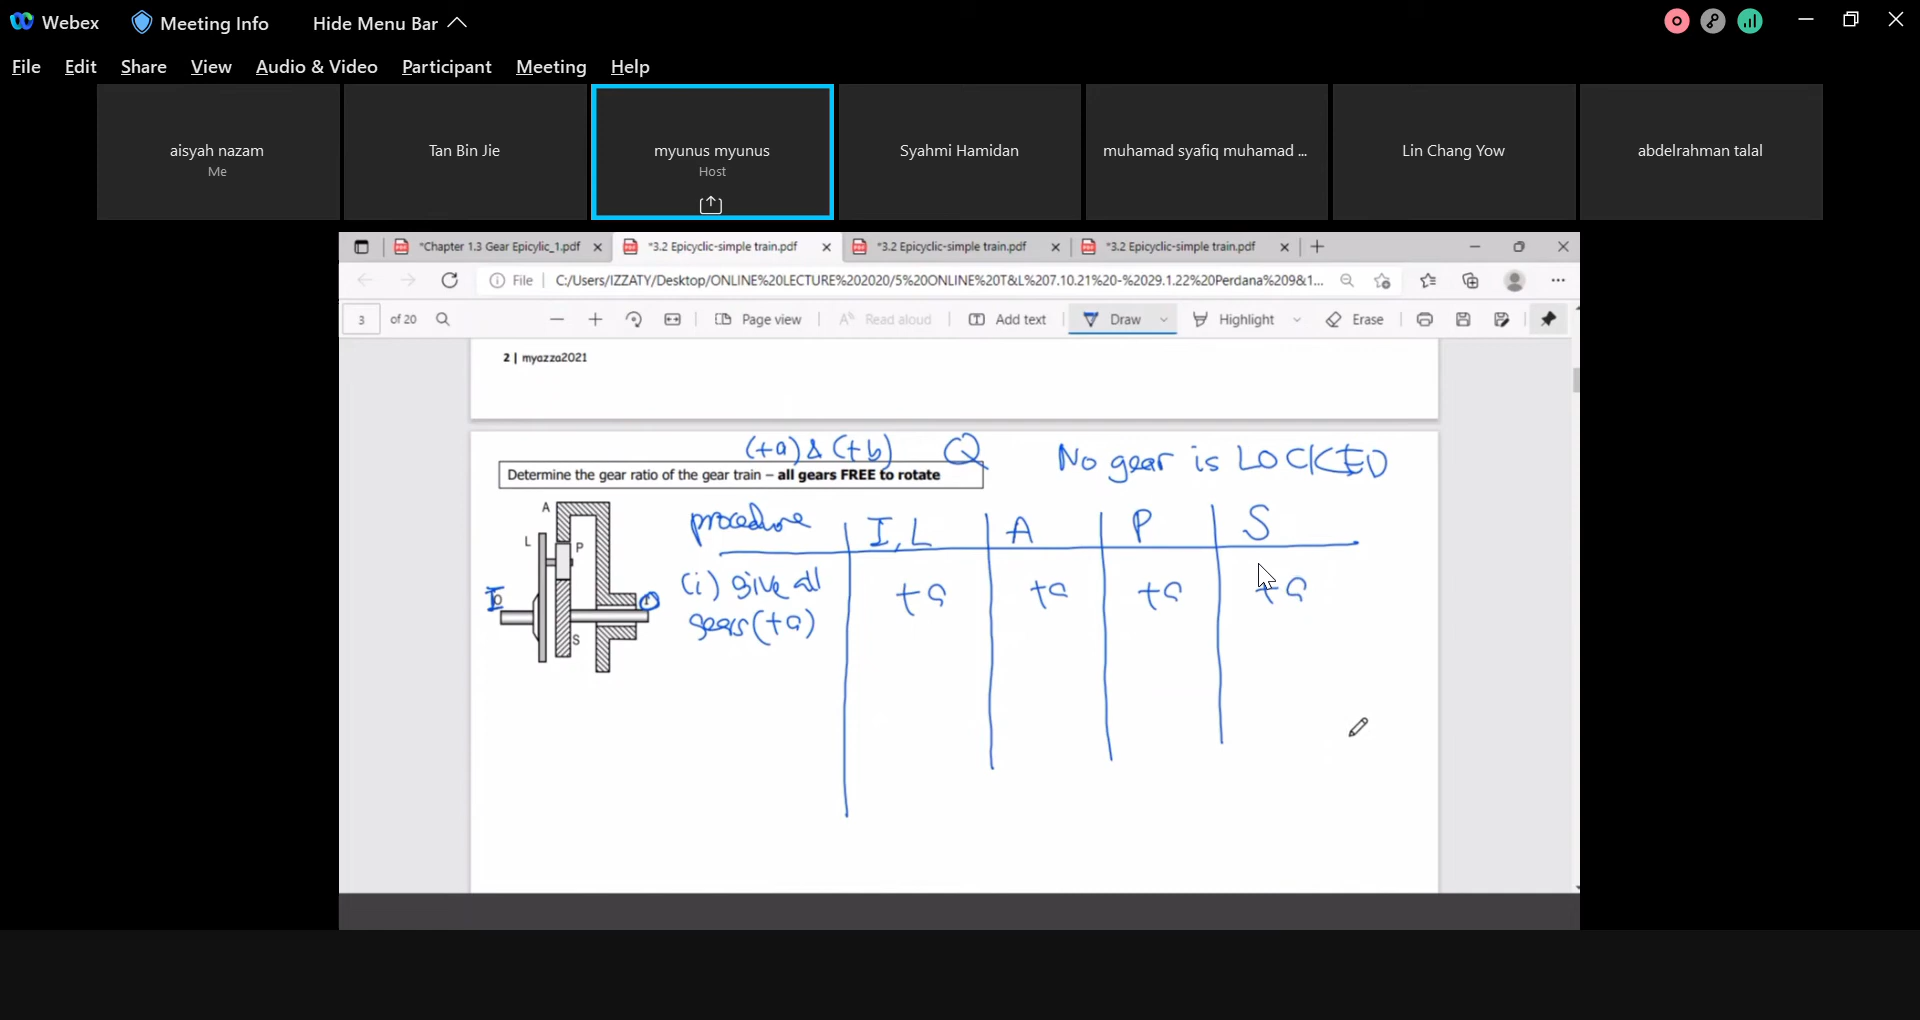 Webex Meeting Info Hide Menu Bar
File Edit Share View Audio & Video Participant Meeting Help
aisyah nazam
Me
Tan Bin Jie
myunus myunus
Host
Syahmi Hamidan
muhamad syafiq muhamad ...
Lin Chang Yow
abdelrahman talal
*Chapter 1.3 Gear Epicylic_1.pdf *3.2 Epicyclic-simple train.pdf *3.2 Epicyclic-simple train.pdf *3.2 Epicyclic-simple train.pdf
File C:/Users/IZZATY/Desktop/ONLINE%20LECTURE%202020/5%20ONLINE%20T&L%207.10.21%20-%2029.1.22%20Perdana%209&1...
3 of 20 Page view Read aloud Add text Draw Highlight Erase
2 | myazza2021
(+a) & (+b) Q No gear is LOCKED
Determine the gear ratio of the gear train – all gears FREE to rotate
A
L
P
I
O
S
procedure I, L A P S
(i) give all +a +a +a +a
gears (+a)